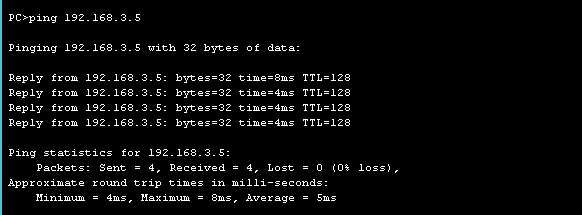 PC>ping 192.168.3.5
Pinging 192.168.3.5 with 32 bytes of data:
Reply from 192.168.3.5: bytes=32 time=8ms TTL=128
Reply from 192.168.3.5: bytes=32 time=4ms TTL=128
Reply from 192.168.3.5: bytes=32 time=4ms TTL=128
Reply from 192.168.3.5: bytes=32 time=4ms TTL=128
Ping statistics for 192.168.3.5:
Packets: Sent = 4, Received = 4, Lost = 0 (0% loss),
Approximate round trip times in milli-seconds:
Minimum = 4ms, Maximum = 8ms, Average = 5ms